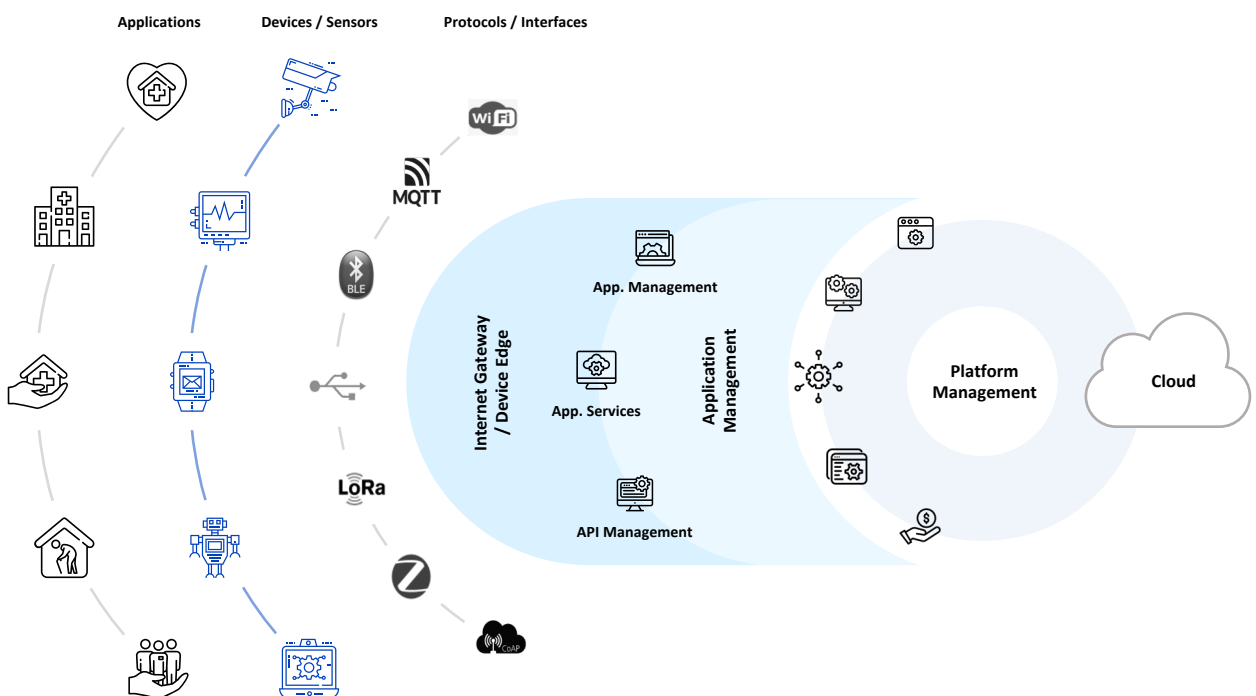 Applications
Devices / Sensors
Protocols / Interfaces
Wi Fi
MQTT
BLE
LoRa
Z
CoAP
Internet Gateway
/ Device Edge
App. Management
App. Services
API Management
Application
Management
$
Platform
Management
Cloud